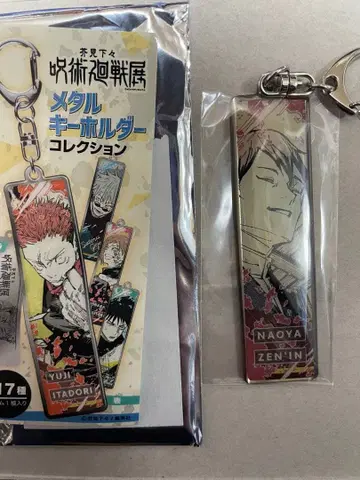 芥見下々
呪術廻戦展
メタル
キーホルダー
コレクション
YUJI
ITADORI
17種
NAOYA
ZEN'IN